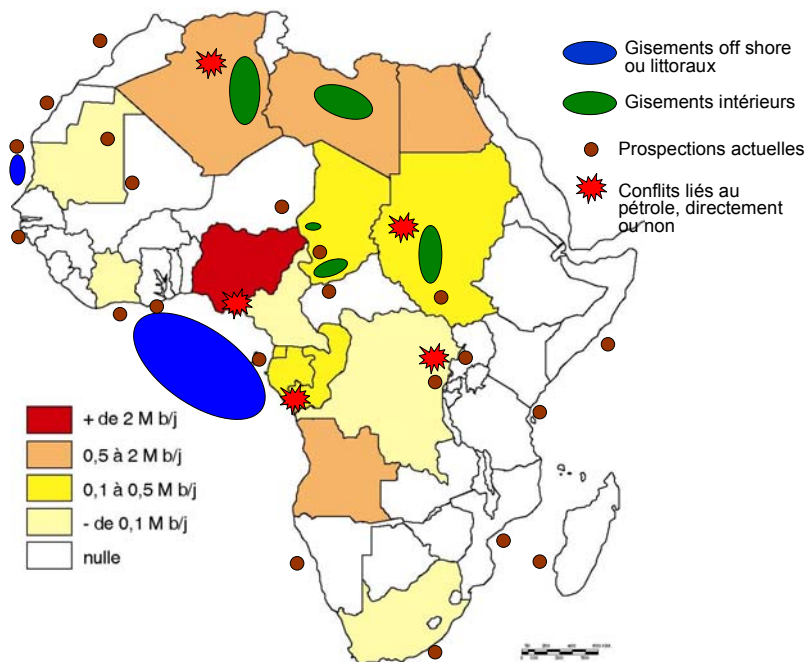 Gisements off shore
ou littoraux
Gisements intérieurs
Prospections actuelles
Conflits liés au
pétrole, directement
ou non
+ de 2 M b/j
0,5 à 2 M b/j
0,1 à 0,5 M b/j
- de 0,1 M b/j
nulle